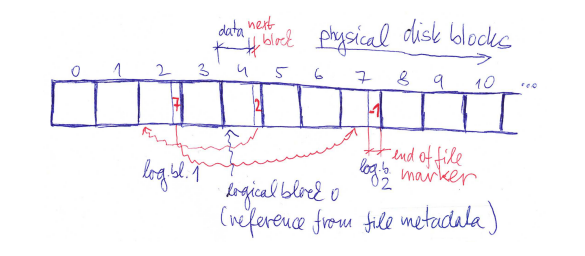 data next
block
physical disk blocks
0 1 2 3 4 5 6 7 8 9 10 ...
7 2 -1
log.bl. 1
log.b.
2
end of file
marker
logical block 0
(reference from file metadata)